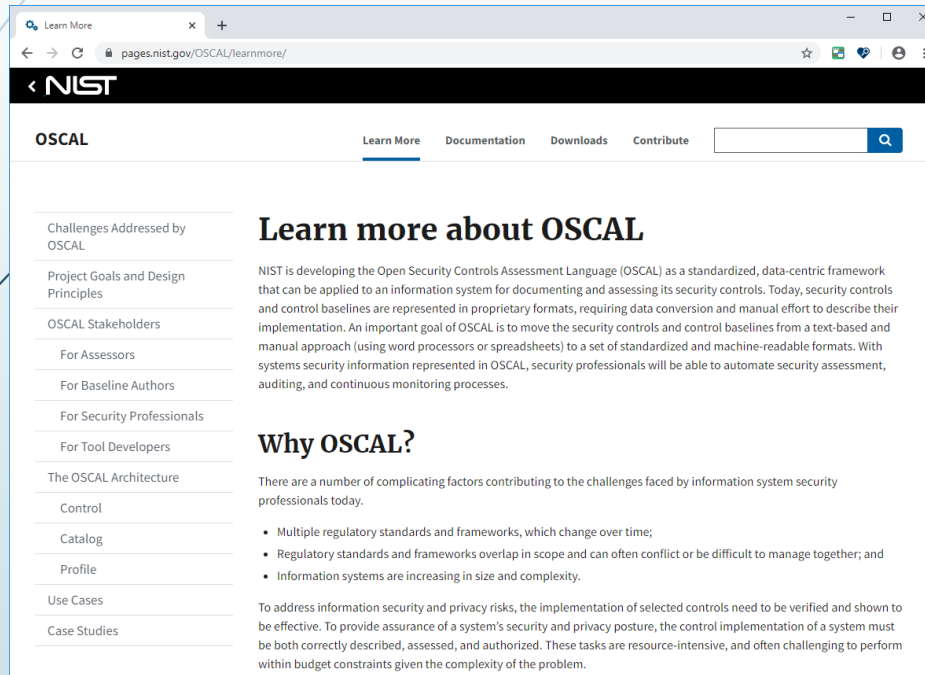 Learn More
pages.nist.gov/OSCAL/learnmore/
NIST
OSCAL
Learn More Documentation Downloads Contribute
Challenges Addressed by
OSCAL
Project Goals and Design
Principles
OSCAL Stakeholders
For Assessors
For Baseline Authors
For Security Professionals
For Tool Developers
The OSCAL Architecture
Control
Catalog
Profile
Use Cases
Case Studies
Learn more about OSCAL
NIST is developing the Open Security Controls Assessment Language (OSCAL) as a standardized, data-centric framework
that can be applied to an information system for documenting and assessing its security controls. Today, security controls
and control baselines are represented in proprietary formats, requiring data conversion and manual effort to describe their
implementation. An important goal of OSCAL is to move the security controls and control baselines from a text-based and
manual approach (using word processors or spreadsheets) to a set of standardized and machine-readable formats. With
systems security information represented in OSCAL, security professionals will be able to automate security assessment,
auditing, and continuous monitoring processes.
Why OSCAL?
There are a number of complicating factors contributing to the challenges faced by information system security
professionals today.
• Multiple regulatory standards and frameworks, which change over time;
• Regulatory standards and frameworks overlap in scope and can often conflict or be difficult to manage together; and
• Information systems are increasing in size and complexity.
To address information security and privacy risks, the implementation of selected controls need to be verified and shown to
be effective. To provide assurance of a system's security and privacy posture, the control implementation of a system must
be both correctly described, assessed, and authorized. These tasks are resource-intensive, and often challenging to perform
within budget constraints given the complexity of the problem.